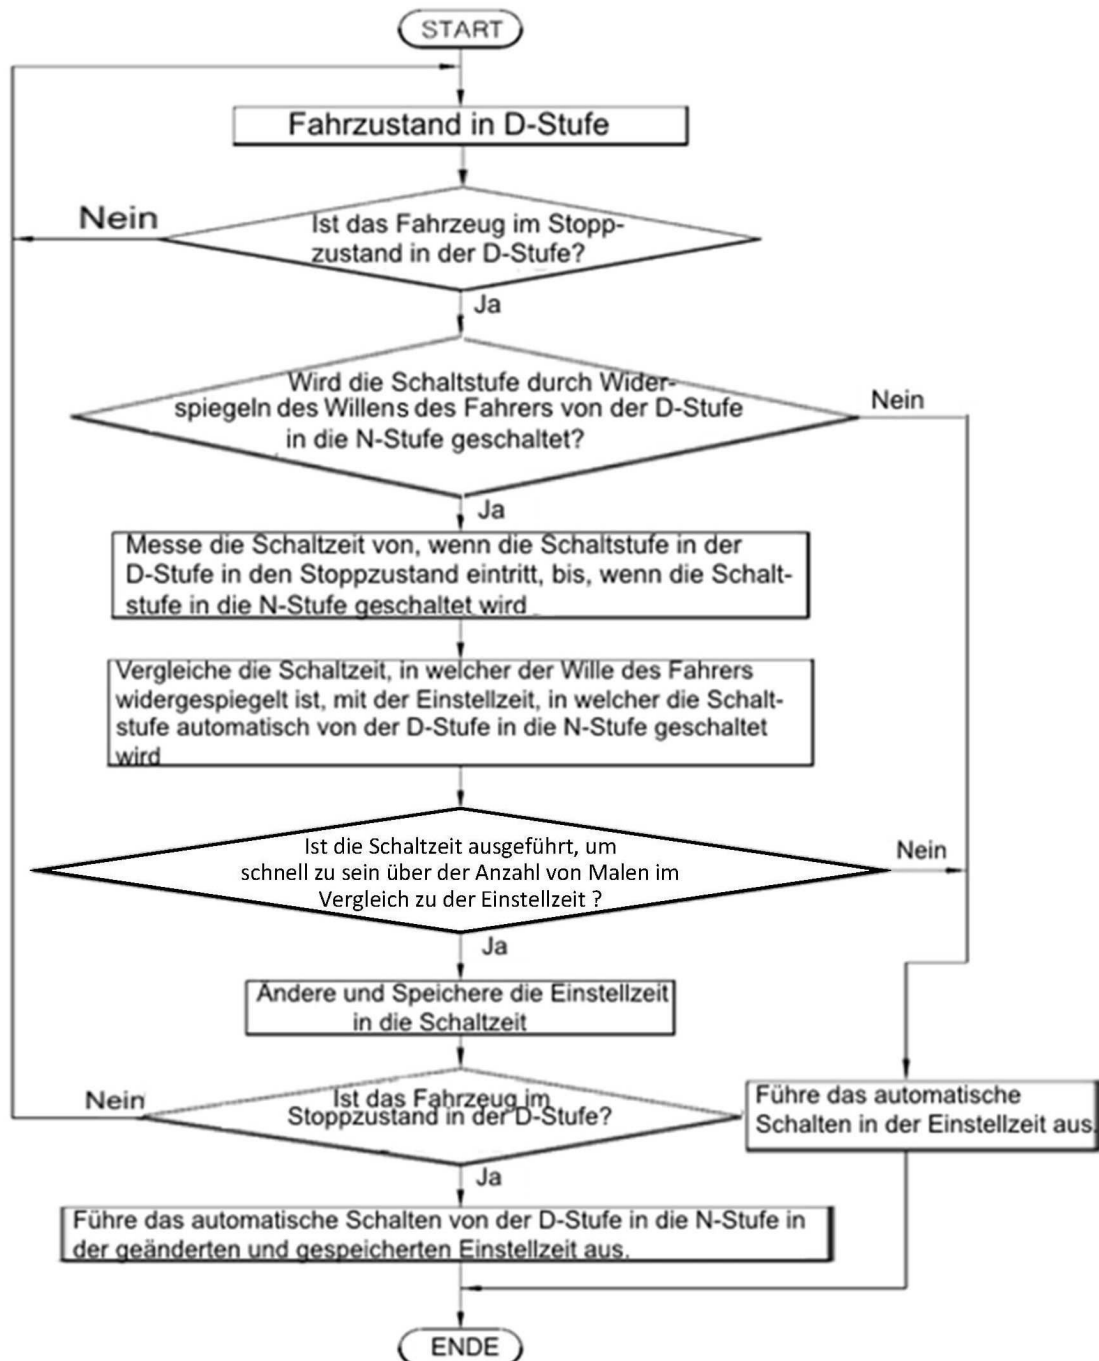 START
Fahrzustand in D-Stufe
Nein
Ist das Fahrzeug im Stopp-
zustand in der D-Stufe?
Ja
Wird die Schaltstufe durch Wider-
spiegeln des Willens des Fahrers von der D-Stufe
in die N-Stufe geschaltet?
Nein
Ja
Messe die Schaltzeit von, wenn die Schaltstufe in der
D-Stufe in den Stoppzustand eintritt, bis, wenn die Schalt-
stufe in die N-Stufe geschaltet wird
Vergleiche die Schaltzeit, in welcher der Wille des Fahrers
widergespiegelt ist, mit der Einstellzeit, in welcher die Schalt-
stufe automatisch von der D-Stufe in die N-Stufe geschaltet
wird
Ist die Schaltzeit ausgeführt, um
schnell zu sein über der Anzahl von Malen im
Vergleich zu der Einstellzeit ?
Nein
Ja
Ändere und Speichere die Einstellzeit
in die Schaltzeit
Nein
Ist das Fahrzeug im
Stoppzustand in der D-Stufe?
Führe das automatische
Schalten in der Einstellzeit aus.
Ja
Führe das automatische Schalten von der D-Stufe in die N-Stufe in
der geänderten und gespeicherten Einstellzeit aus.
ENDE